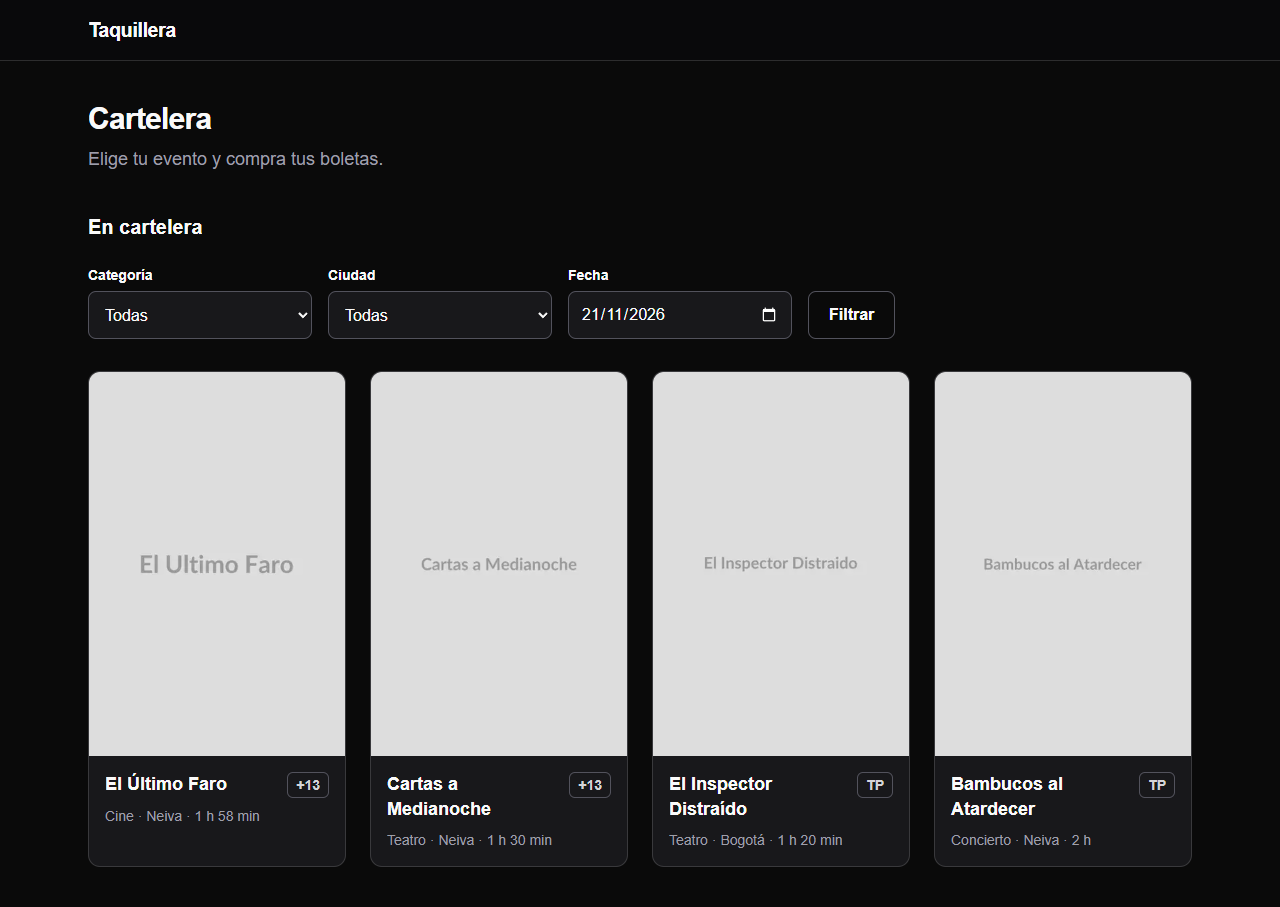 Taquillera
Cartelera
Elige tu evento y compra tus boletas.
En cartelera
Categoría
Ciudad
Fecha
Todas
Todas
21/11/2026
Filtrar
El Ultimo Faro
Cartas a Medianoche
El Inspector Distraido
Bambucos al Atardecer
El Último Faro
+13
Cine · Neiva · 1 h 58 min
Cartas a
Medianoche
+13
Teatro · Neiva · 1 h 30 min
El Inspector
Distraído
TP
Teatro · Bogotá · 1 h 20 min
Bambucos al
Atardecer
TP
Concierto · Neiva · 2 h